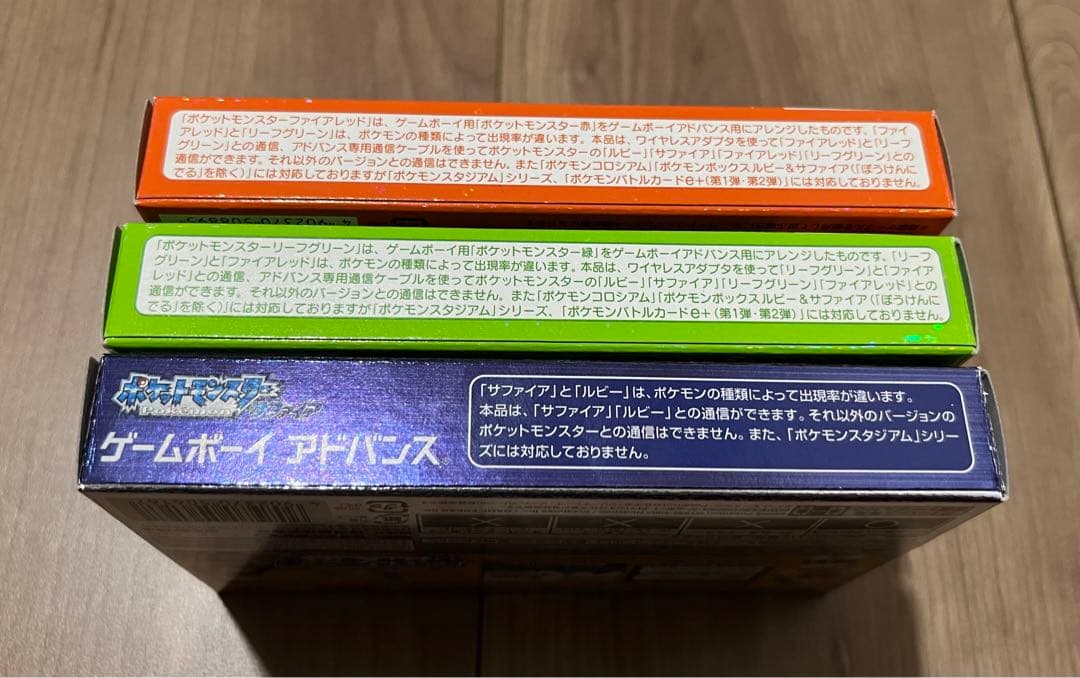 「ポケットモンスターファイアレッド」は、ゲームボーイ用「ポケットモンスター赤」をゲームボーイアドバンス用にアレンジしたものです。「ファイ
アレッド」と「リーフグリーン」は、ポケモンの種類によって出現率が違います。本品は、ワイヤレスアダプタを使って「ファイアレッド」と「リーフグリーン」
との通信、アドバンス専用通信ケーブルを使ってポケットモンスターの「ルビー」「サファイア」「ファイアレッド」「リーフグリーン」との
通信ができます。それ以外のバージョンとの通信はできません。また「ポケモンコロシアム」「ポケモンボックスルビー&サファイア(「ぼうけんに
でる」を除く)」には対応しておりますが「ポケモンスタジアム」シリーズ、「ポケモンバトルカードe+(第1弾・第2弾)」には対応しておりません。
「ポケットモンスターリーフグリーン」は、ゲームボーイ用「ポケットモンスター緑」をゲームボーイアドバンス用にアレンジしたものです。「リーフ
グリーン」と「ファイアレッド」は、ポケモンの種類によって出現率が違います。本品は、ワイヤレスアダプタを使って「リーフグリーン」と「ファイア
レッド」との通信、アドバンス専用通信ケーブルを使ってポケットモンスターの「ルビー」「サファイア」「リーフグリーン」「ファイアレッド」との
通信ができます。それ以外のバージョンとの通信はできません。また「ポケモンコロシアム」「ポケモンボックスルビー&サファイア(「ぼうけんに
でる」を除く)」には対応しておりますが「ポケモンスタジアム」シリーズ、「ポケモンバトルカードe+(第1弾・第2弾)」には対応しておりません。
ポケットモンスター
Pokémon
サファイア
ゲームボーイ アドバンス
「サファイア」と「ルビー」は、ポケモンの種類によって出現率が違います。
本品は、「サファイア」「ルビー」との通信ができます。それ以外のバージョンの
ポケットモンスターとの通信はできません。また、「ポケモンスタジアム」シリー
ズには対応しておりません。